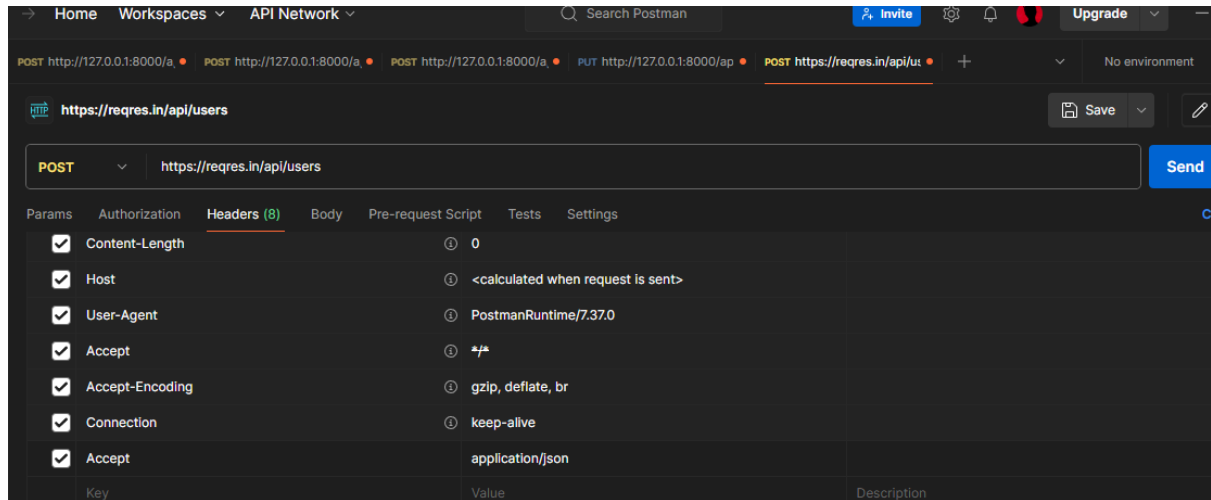 → Home Workspaces API Network Search Postman Invite Upgrade
POST http://127.0.0.1:8000/a POST http://127.0.0.1:8000/a POST http://127.0.0.1:8000/a PUT http://127.0.0.1:8000/ap POST https://reqres.in/api/us + No environment
HTTP https://reqres.in/api/users Save
POST https://reqres.in/api/users Send
Params Authorization Headers (8) Body Pre-request Script Tests Settings C
Content-Length 0
Host <calculated when request is sent>
User-Agent PostmanRuntime/7.37.0
Accept */*
Accept-Encoding gzip, deflate, br
Connection keep-alive
Accept application/json
Key Value Description